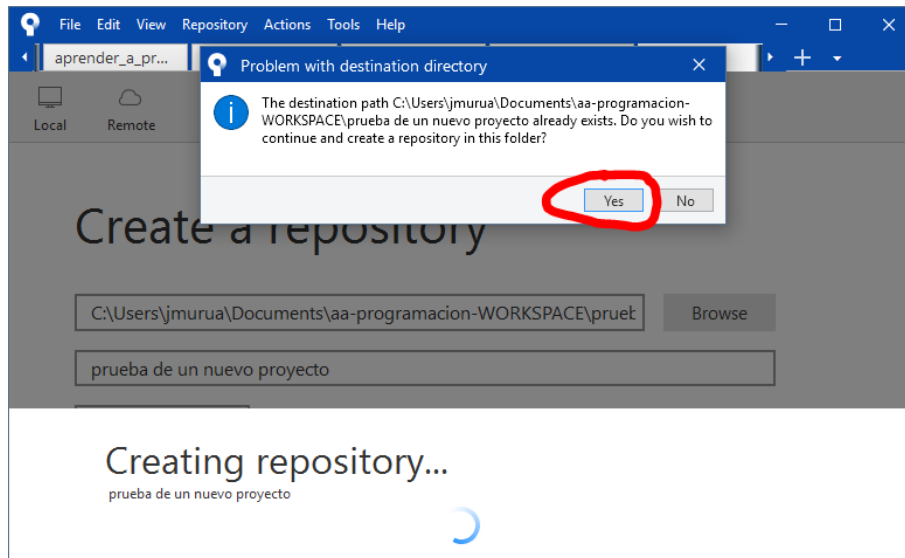 File Edit View Repository Actions Tools Help
aprender_a_pr...
Problem with destination directory
Local Remote
The destination path C:\Users\jmurua\Documents\aa-programacion-
WORKSPACE\prueba de un nuevo proyecto already exists. Do you wish to
continue and create a repository in this folder?
Yes No
Create a repository
C:\Users\jmurua\Documents\aa-programacion-WORKSPACE\prueb Browse
prueba de un nuevo proyecto
Creating repository...
prueba de un nuevo proyecto